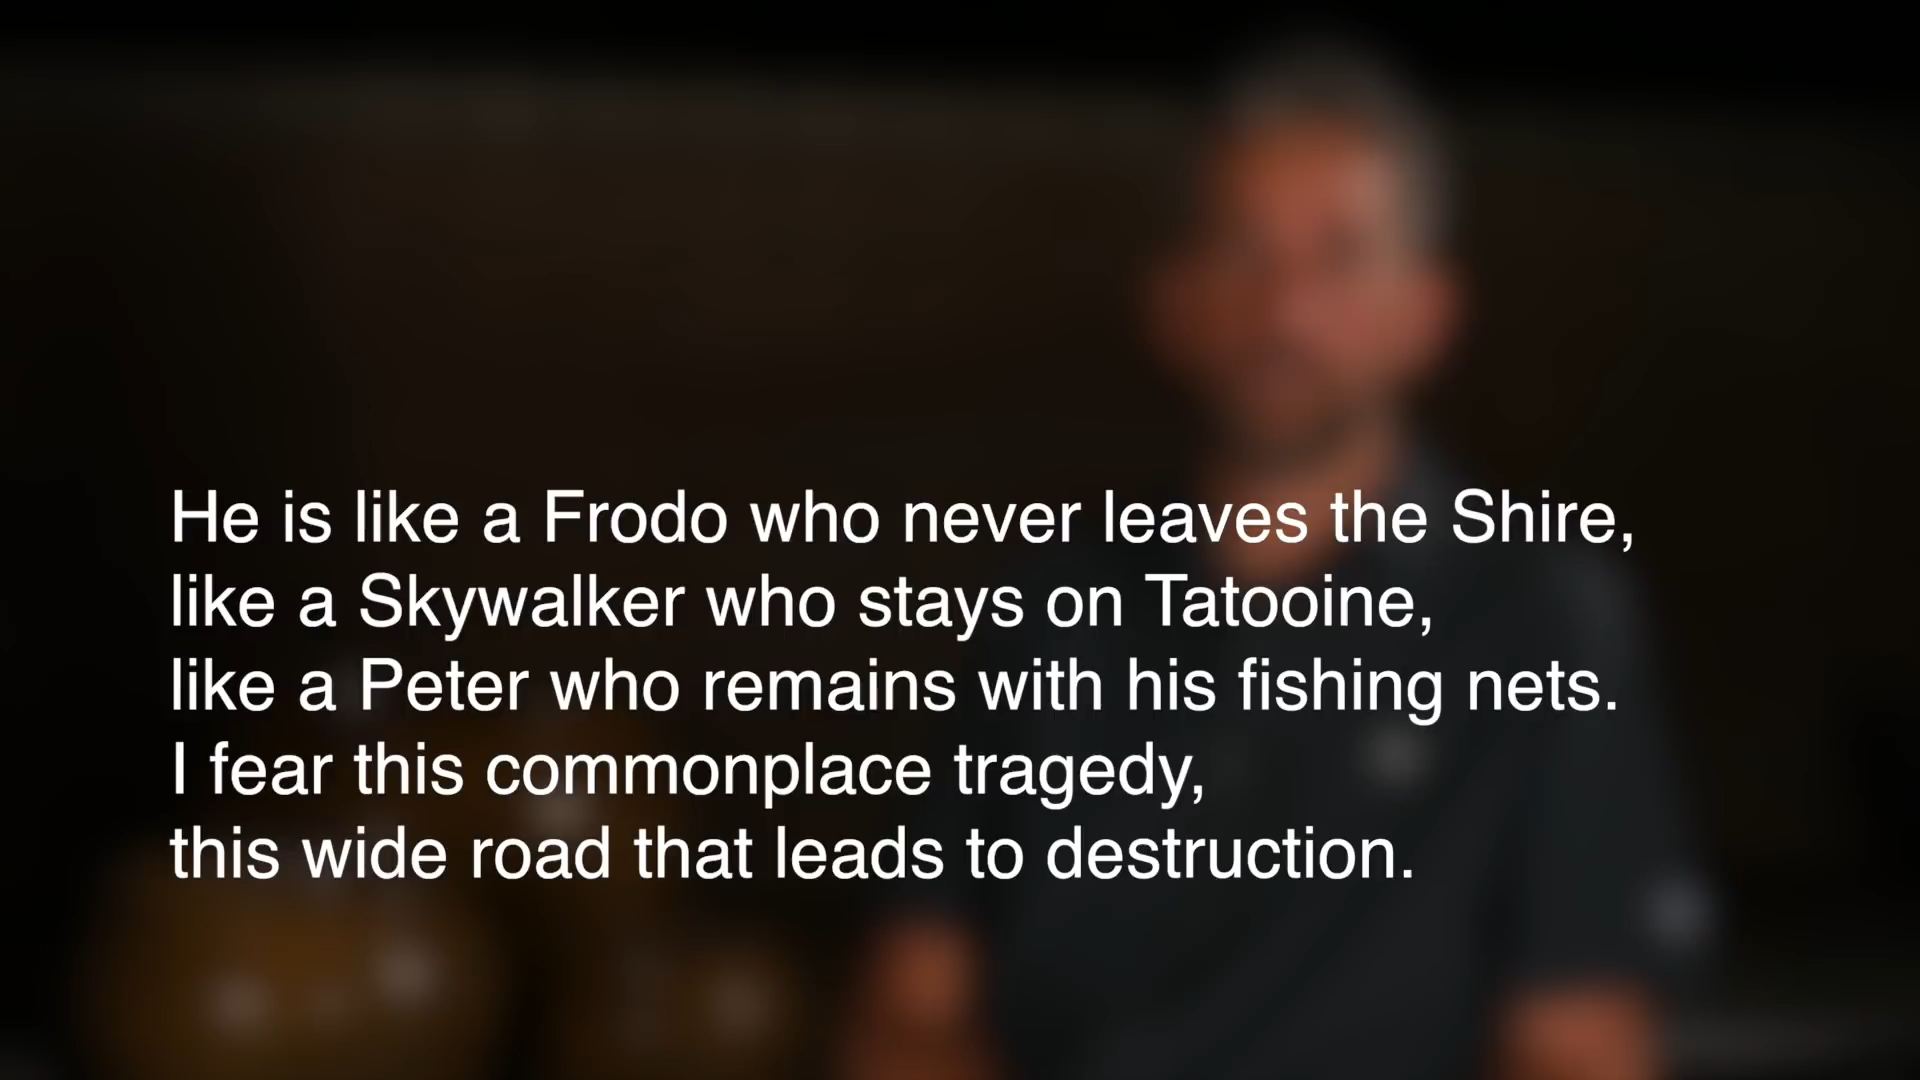 He is like a Frodo who never leaves the Shire,
like a Skywalker who stays on Tatooine,
like a Peter who remains with his fishing nets.
I fear this commonplace tragedy,
this wide road that leads to destruction.